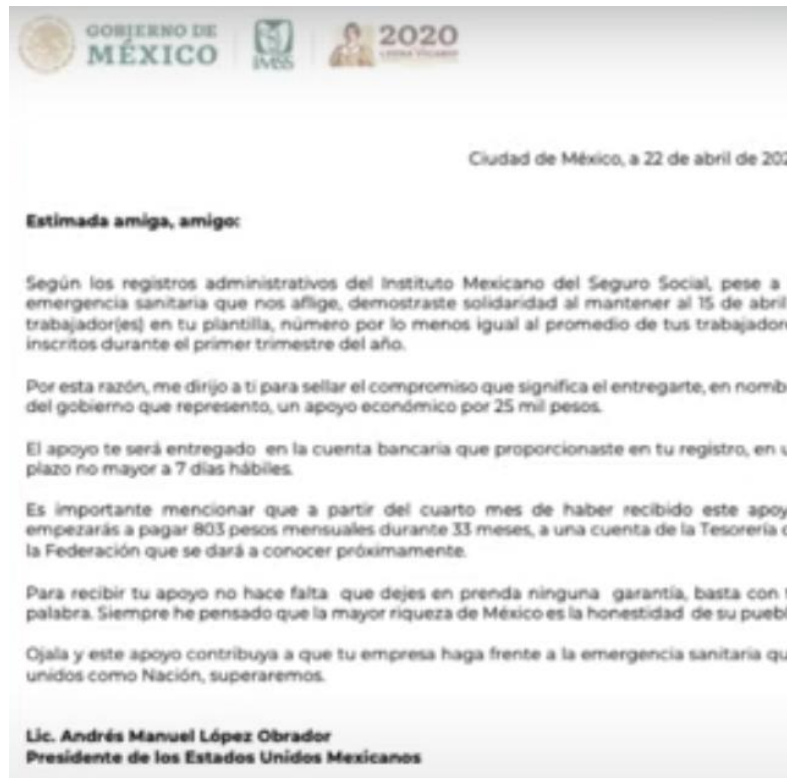 GOBIERNO DE
MÉXICO
IMSS
2020
LEONA VICARIO
Ciudad de México, a 22 de abril de 202
Estimada amiga, amigo:
Según los registros administrativos del Instituto Mexicano del Seguro Social, pese a
emergencia sanitaria que nos aflige, demostraste solidaridad al mantener al 15 de abril
trabajador(es) en tu plantilla, número por lo menos igual al promedio de tus trabajador
inscritos durante el primer trimestre del año.
Por esta razón, me dirijo a ti para sellar el compromiso que significa el entregarte, en nomb
del gobierno que represento, un apoyo económico por 25 mil pesos.
El apoyo te será entregado en la cuenta bancaria que proporcionaste en tu registro, en u
plazo no mayor a 7 días hábiles.
Es importante mencionar que a partir del cuarto mes de haber recibido este apoy
empezarás a pagar 803 pesos mensuales durante 33 meses, a una cuenta de la Tesorería d
la Federación que se dará a conocer próximamente.
Para recibir tu apoyo no hace falta que dejes en prenda ninguna garantía, basta con t
palabra. Siempre he pensado que la mayor riqueza de México es la honestidad de su puebl
Ojala y este apoyo contribuya a que tu empresa haga frente a la emergencia sanitaria qu
unidos como Nación, superaremos.
Lic. Andrés Manuel López Obrador
Presidente de los Estados Unidos Mexicanos